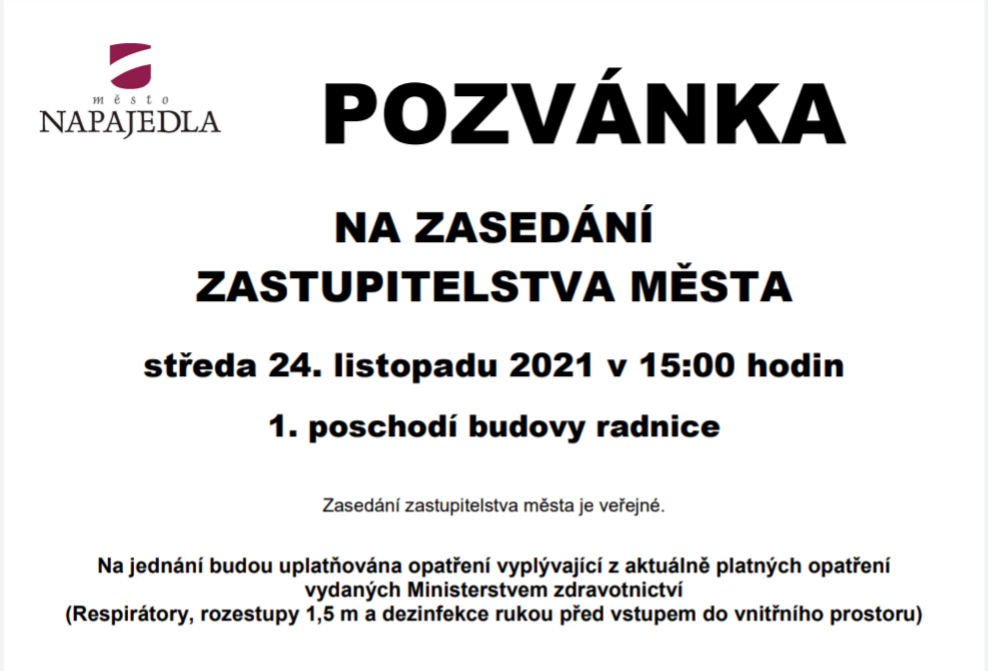 město
NAPAJEDLA
POZVÁNKA
NA ZASEDÁNÍ
ZASTUPITELSTVA MĚSTA
středa 24. listopadu 2021 v 15:00 hodin
1. poschodí budovy radnice
Zasedání zastupitelstva města je veřejné.
Na jednání budou uplatňována opatření vyplývající z aktuálně platných opatření
vydaných Ministerstvem zdravotnictví
(Respirátory, rozestupy 1,5 m a dezinfekce rukou před vstupem do vnitřního prostoru)